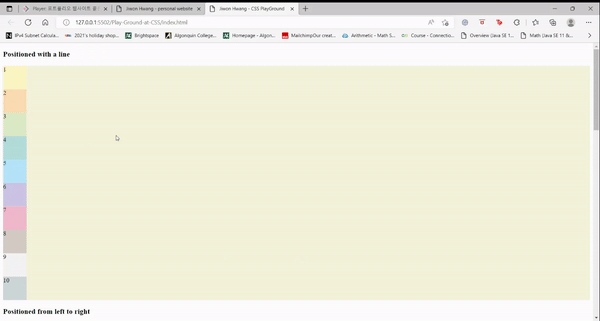 Player: 포트폴리오 웹사이트 꿀
Jiwon Hwang - personal website
Jiwon Hwang - CSS PlayGround
127.0.0.1:5502/Play-Ground-at-CSS/index.html
IPv4 Subnet Calcula...
2021's holiday shop...
Brightspace
Algonquin College...
Homepage - Algon...
MailchimpOur creat...
Arithmetic - Math S...
Course - Connectio...
Overview (Java SE 1...
Math (Java SE 11 &...
Positioned with a line
1
2
3
4
5
6
7
8
9
10
Positioned from left to right